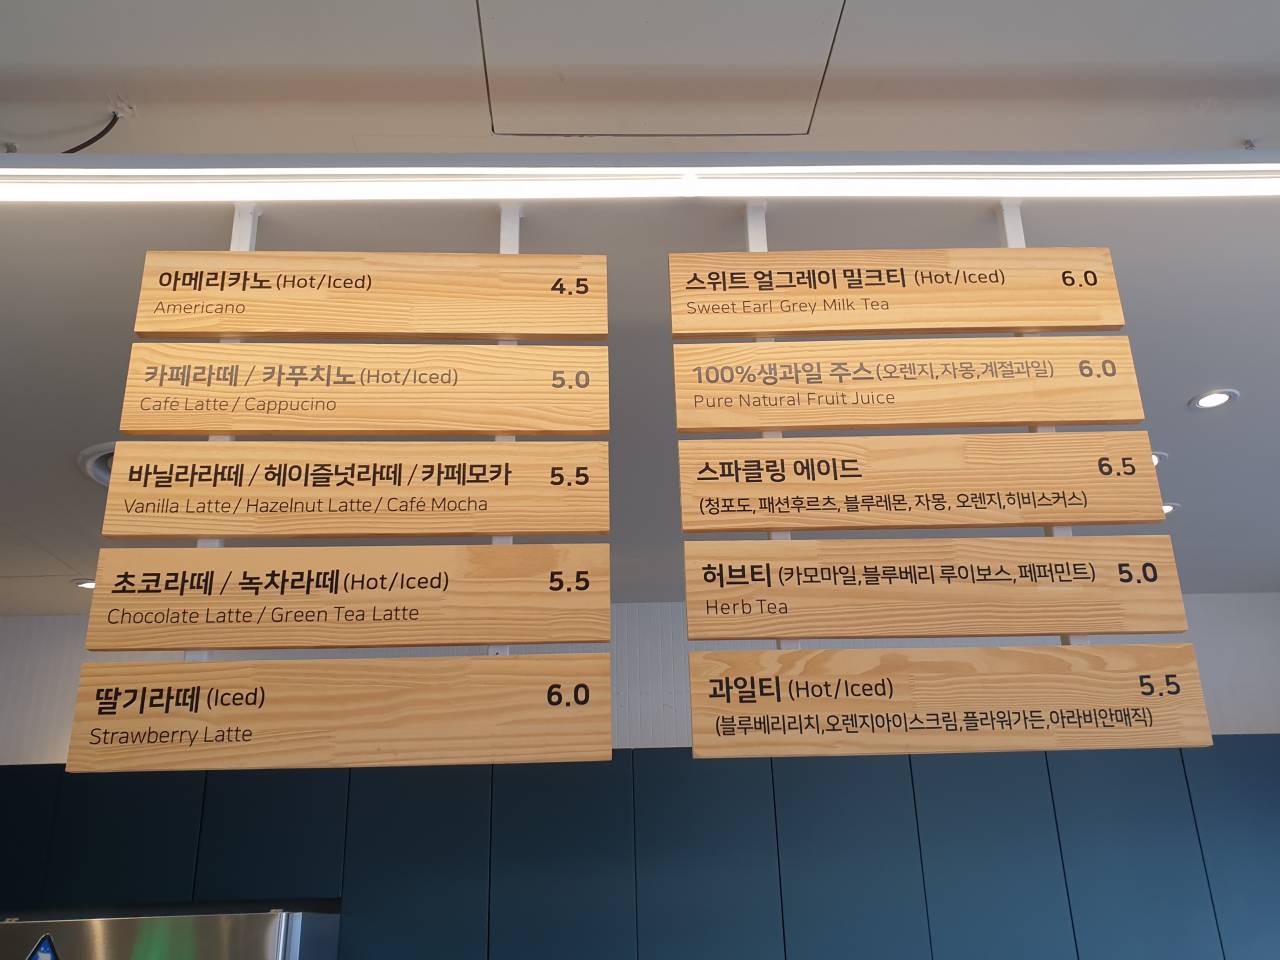 아메리카노 (Hot/Iced) 4.5
Americano
카페라떼 / 카푸치노 (Hot/Iced) 5.0
Café Latte / Cappucino
바닐라라떼 / 헤이즐넛라떼 / 카페모카 5.5
Vanilla Latte / Hazelnut Latte / Café Mocha
초코라떼 / 녹차라떼 (Hot/Iced) 5.5
Chocolate Latte / Green Tea Latte
딸기라떼 (Iced) 6.0
Strawberry Latte
스위트 얼그레이 밀크티 (Hot/Iced) 6.0
Sweet Earl Grey Milk Tea
100%생과일 주스(오렌지,자몽,계절과일) 6.0
Pure Natural Fruit Juice
스파클링 에이드 6.5
(청포도, 패션후르츠, 블루레몬, 자몽, 오렌지,히비스커스)
허브티 (카모마일,블루베리 루이보스,페퍼민트) 5.0
Herb Tea
과일티 (Hot/Iced) 5.5
(블루베리리치,오렌지아이스크림,플라워가든,아라비안매직)